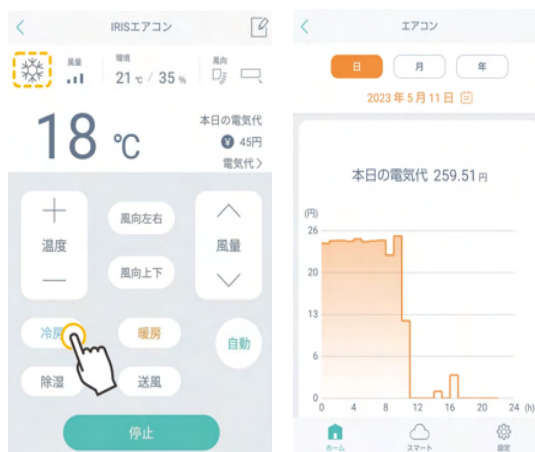 IRISエアコン
風量
環境
21 ℃ / 35 %
風向
18 ℃
本日の電気代
¥ 45円
電気代 >
温度
風向左右
風向上下
風量
冷房
暖房
自動
除湿
送風
停止
エアコン
日
月
年
2023 年 5 月 11 日
本日の電気代 259.51 円
(円)
26
20
13
6
0
0 4 8 12 16 20 24 (h)
ホーム
スマート
設定